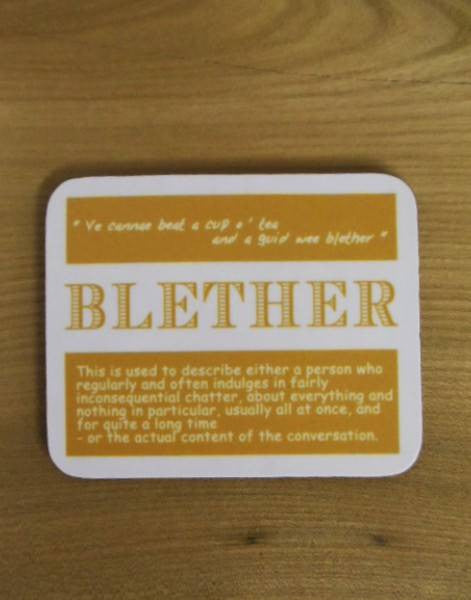 " Ye cannae beat a cup o' tea
and a guid wee blether "
BLETHER
This is used to describe either a person who
regularly and often indulges in fairly
inconsequential chatter, about everything and
nothing in particular, usually all at once, and
for quite a long time
- or the actual content of the conversation.